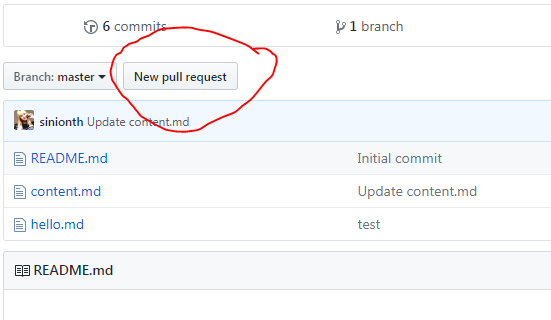 6 commits 1 branch
Branch: master New pull request
sinionth Update content.md
README.md Initial commit
content.md Update content.md
hello.md test
README.md